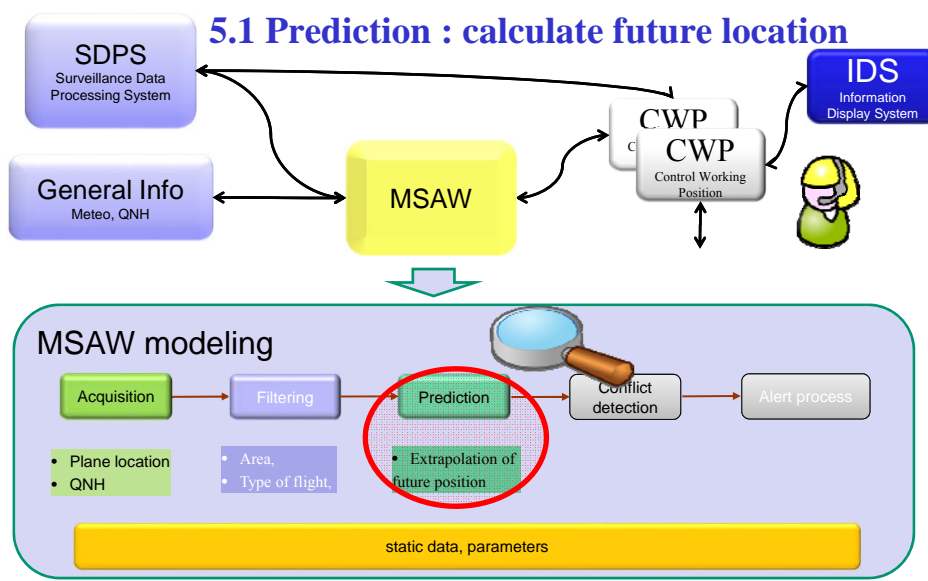 5.1 Prediction : calculate future location
SDPS
Surveillance Data
Processing System
IDS
Information
Display System
CWP
C
CWP
Control Working
Position
General Info
Meteo, QNH
MSAW
MSAW modeling
Acquisition
Filtering
Prediction
Conflict
detection
Alert process
• Plane location
• QNH
• Area,
• Type of flight,
• Extrapolation of
future position
static data, parameters